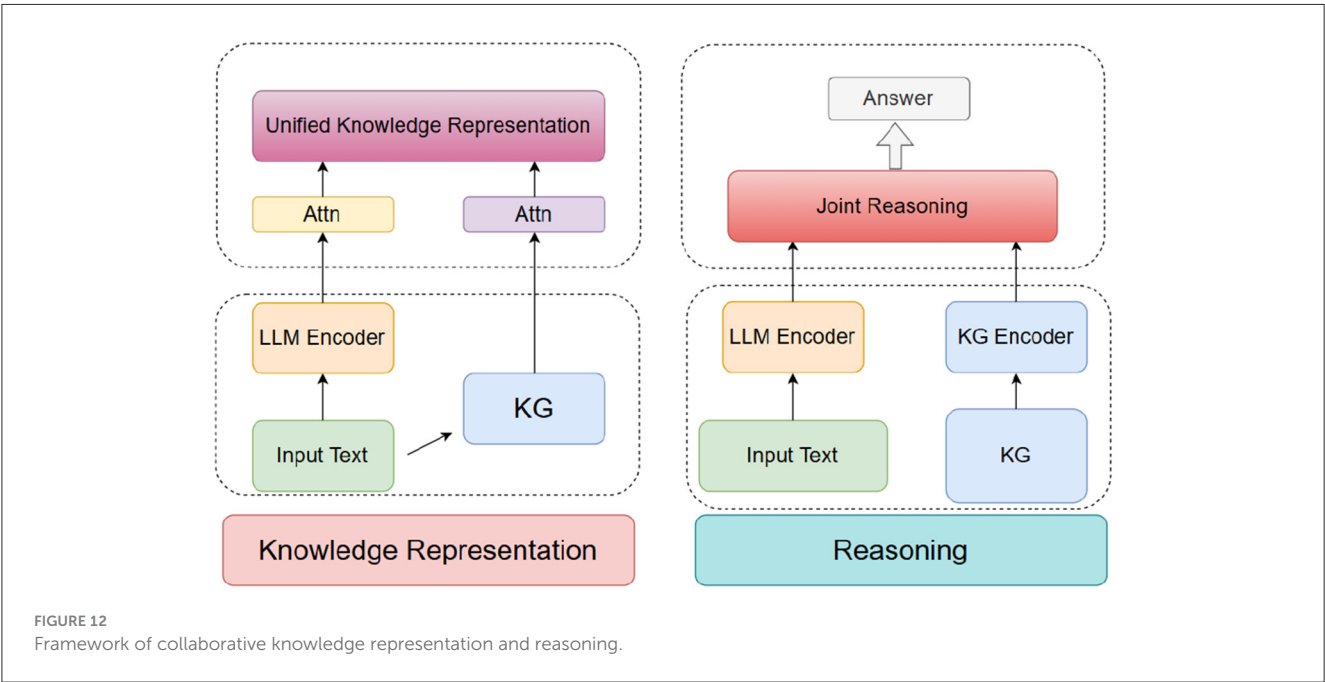 Unified Knowledge Representation
Attn
Attn
LLM Encoder
KG
Input Text
Knowledge Representation
Answer
Joint Reasoning
LLM Encoder
KG Encoder
Input Text
KG
Reasoning
FIGURE 12
Framework of collaborative knowledge representation and reasoning.